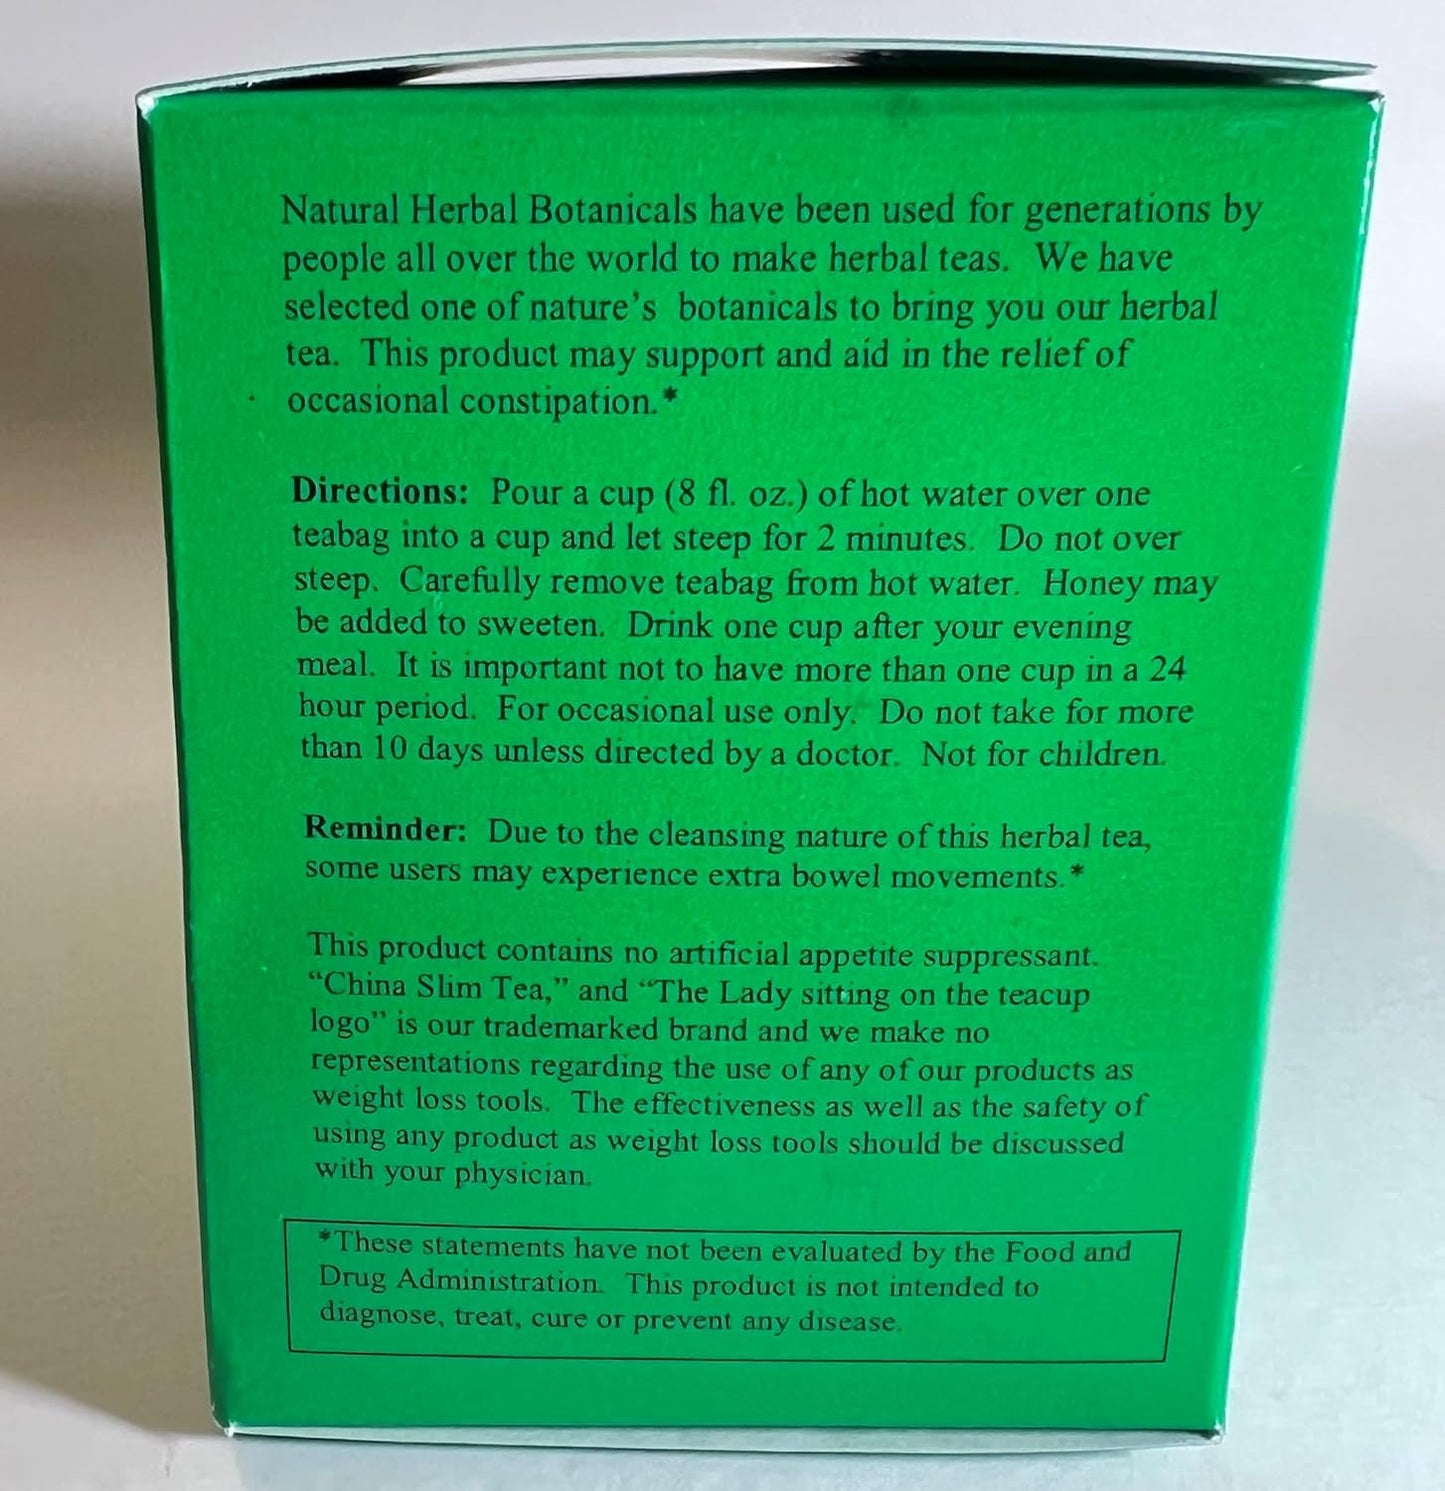 Natural Herbal Botanicals have been used for generations by
people all over the world to make herbal teas. We have
selected one of nature's botanicals to bring you our herbal
tea. This product may support and aid in the relief of
occasional constipation.*
Directions: Pour a cup (8 fl. oz.) of hot water over one
teabag into a cup and let steep for 2 minutes. Do not over
steep. Carefully remove teabag from hot water. Honey may
be added to sweeten. Drink one cup after your evening
meal. It is important not to have more than one cup in a 24
hour period. For occasional use only. Do not take for more
than 10 days unless directed by a doctor. Not for children.
Reminder: Due to the cleansing nature of this herbal tea,
some users may experience extra bowel movements.*
This product contains no artificial appetite suppressant.
“China Slim Tea,” and “The Lady sitting on the teacup
logo” is our trademarked brand and we make no
representations regarding the use of any of our products as
weight loss tools. The effectiveness as well as the safety of
using any product as weight loss tools should be discussed
with your physician.
*These statements have not been evaluated by the Food and
Drug Administration. This product is not intended to
diagnose, treat, cure or prevent any disease.